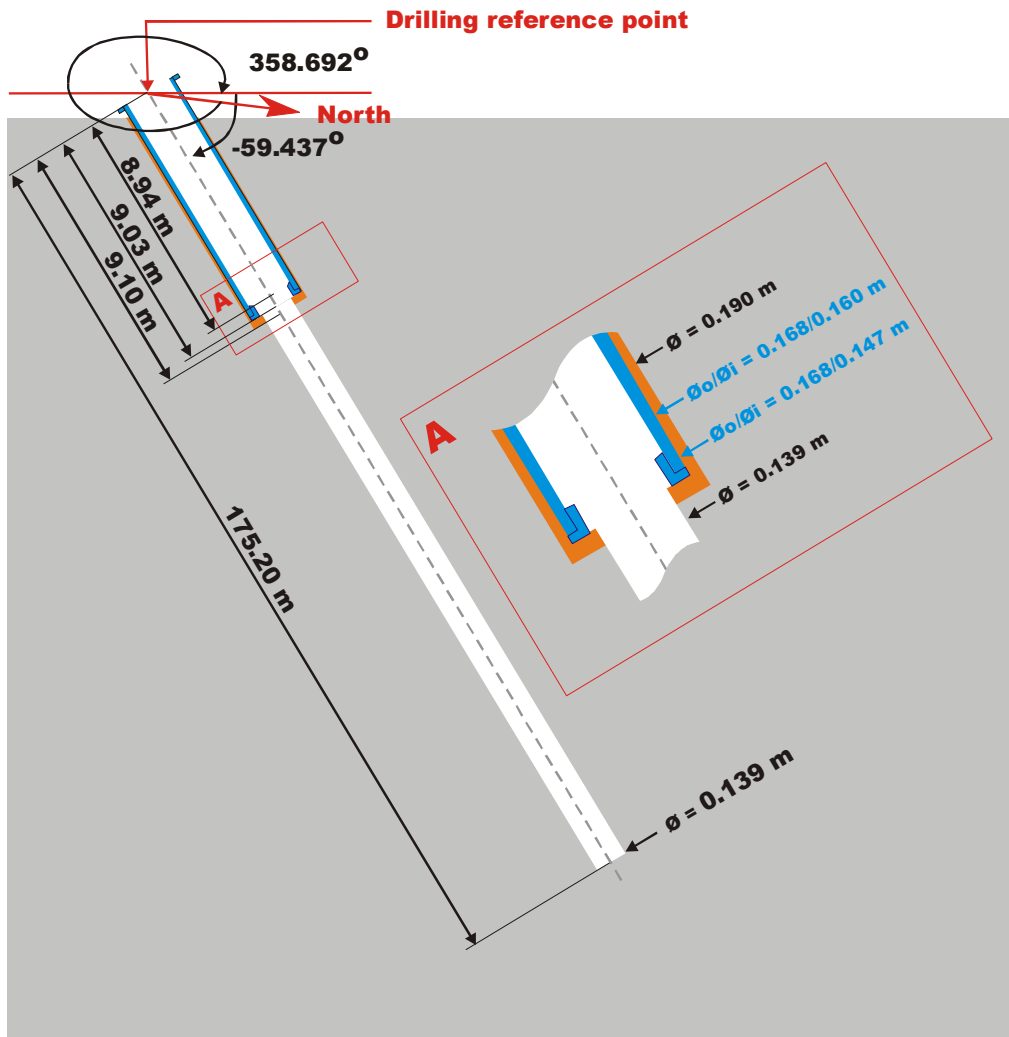 Drilling reference point
358.692°
North
-59.437°
8.94 m
9.03 m
9.10 m
A
175.20 m
A
Ø = 0.190 m
Øo/Øi = 0.168/0.160 m
Øo/Øi = 0.168/0.147 m
Ø = 0.139 m
Ø = 0.139 m